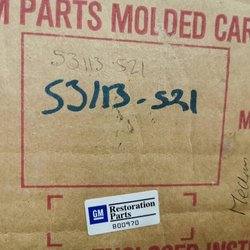 M PARTS MOLDED CAR
53113-521
53113-521
M
GM
Restoration
Parts
800970